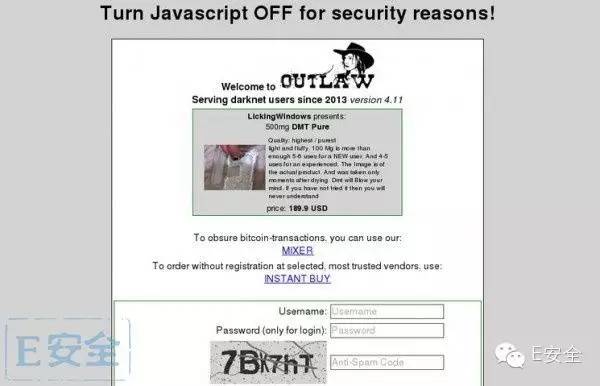 Turn Javascript OFF for security reasons!
Welcome to OUTLAW
Serving darknet users since 2013 version 4.11
LickingWindows presents:
500mg DMT Pure
Quality: highest / purest
light and fluffy. 100 Mg is more than
enough 5-6 uses for a NEW user. And 4-5
uses for an experienced. The Image is of
the actual product. And was taken only
moments after drying. Dmt will Blow your
mind. If you have not tried it then you will
never understand
price: 189.9 USD
To obsure bitcoin-transactions. you can use our:
MIXER
To order without registration at selected, most trusted vendors. use:
INSTANT BUY
Username: Username
Password (only for login): Password
Anti-Spam Code
E安全
E安全